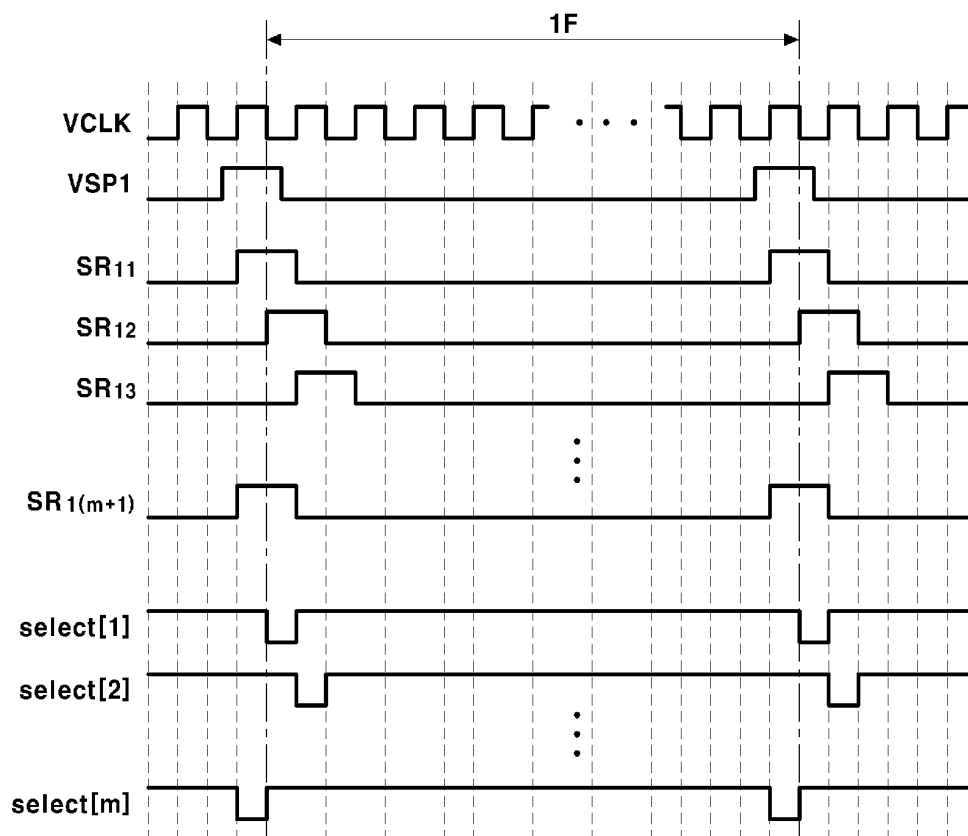 1F
VCLK
VSP1
SR11
SR12
SR13
SR1(m+1)
select[1]
select[2]
select[m]